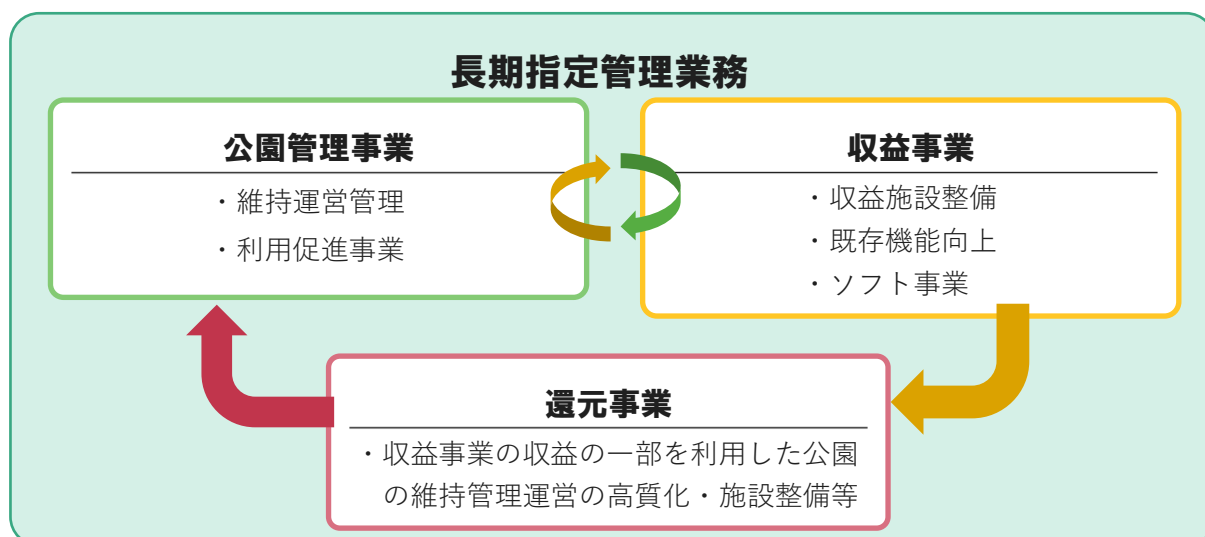 長期指定管理業務
公園管理事業
・維持運営管理
・利用促進事業
収益事業
・収益施設整備
・既存機能向上
・ソフト事業
還元事業
・収益事業の収益の一部を利用した公園
の維持管理運営の高質化・施設整備等